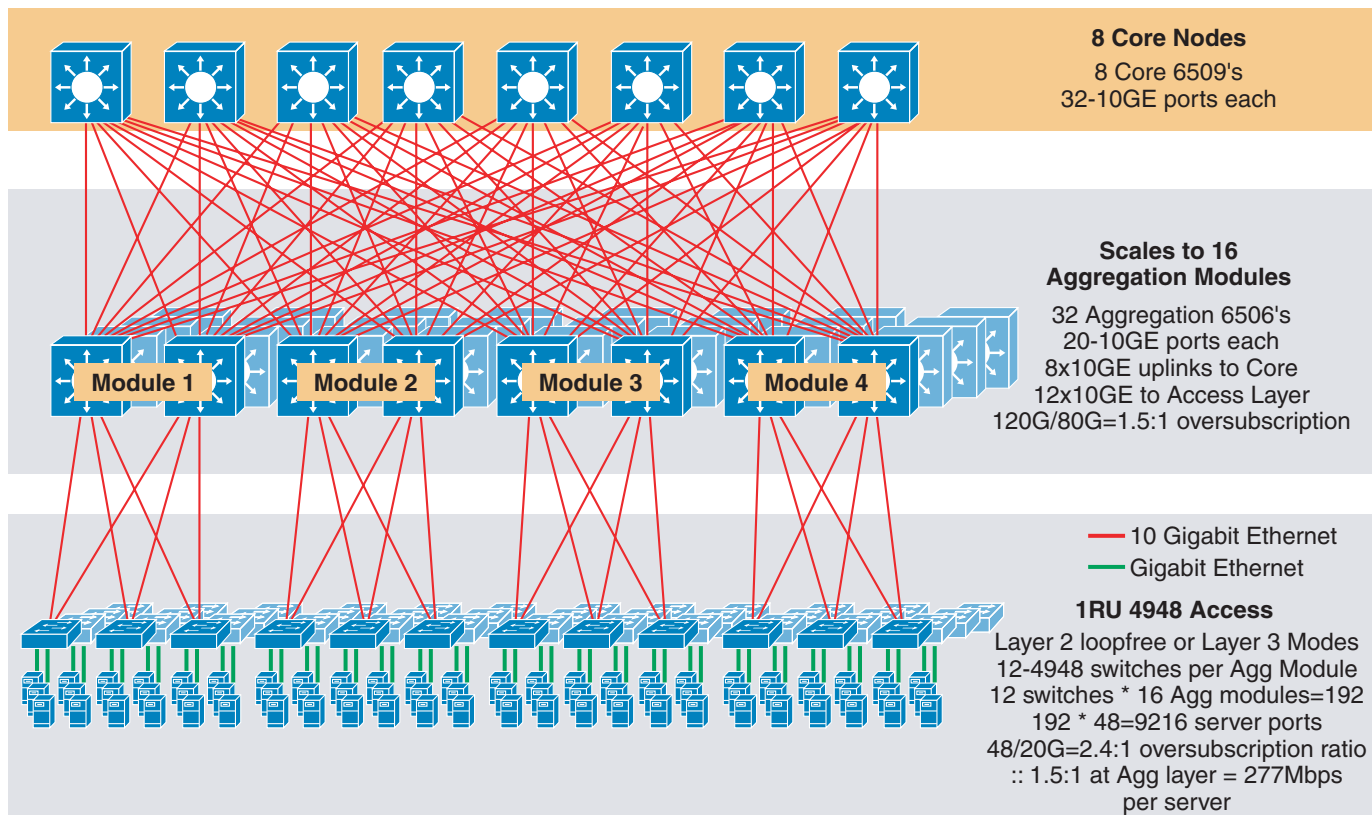 8 Core Nodes
8 Core 6509's
32-10GE ports each
Scales to 16
Aggregation Modules
32 Aggregation 6506's
20-10GE ports each
8x10GE uplinks to Core
12x10GE to Access Layer
120G/80G=1.5:1 oversubscription
Module 1
Module 2
Module 3
Module 4
10 Gigabit Ethernet
Gigabit Ethernet
1RU 4948 Access
Layer 2 loopfree or Layer 3 Modes
12-4948 switches per Agg Module
12 switches * 16 Agg modules=192
192 * 48=9216 server ports
48/20G=2.4:1 oversubscription ratio
:: 1.5:1 at Agg layer = 277Mbps
per server